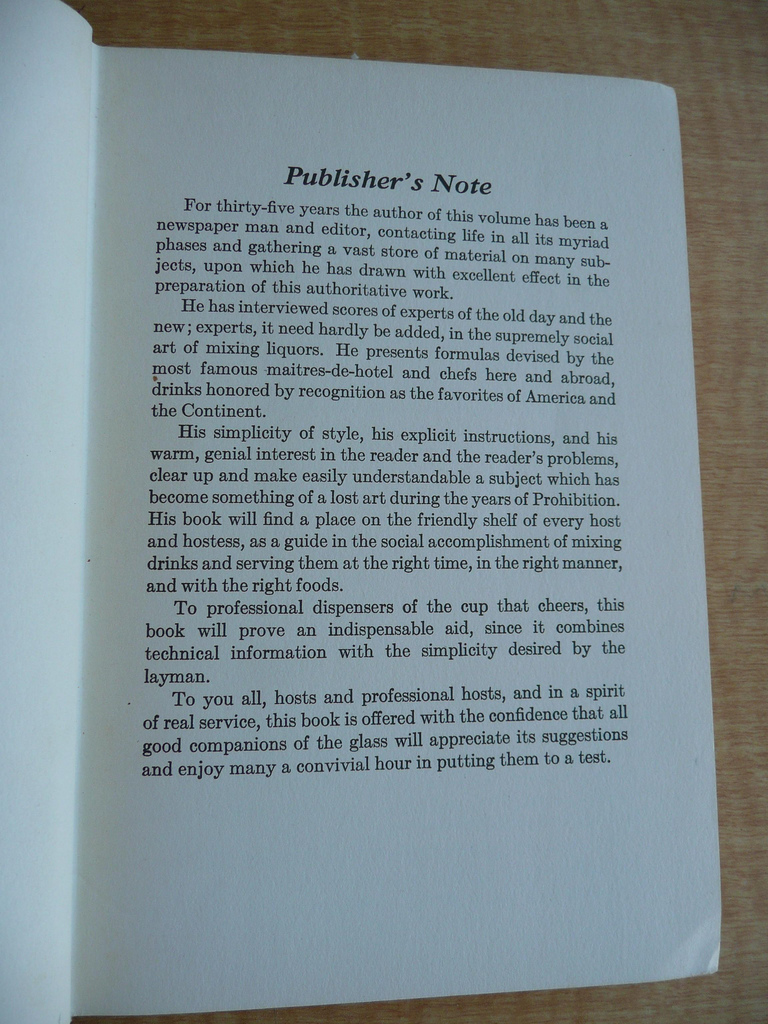 Publisher's Note
For thirty-five years the author of this volume has been a
newspaper man and editor, contacting life in all its myriad
phases and gathering a vast store of material on many sub-
jects, upon which he has drawn with excellent effect in the
preparation of this authoritative work.
He has interviewed scores of experts of the old day and the
new; experts, it need hardly be added, in the supremely social
art of mixing liquors. He presents formulas devised by the
most famous maitres-de-hotel and chefs here and abroad,
drinks honored by recognition as the favorites of America and
the Continent.
His simplicity of style, his explicit instructions, and his
warm, genial interest in the reader and the reader's problems,
clear up and make easily understandable a subject which has
become something of a lost art during the years of Prohibition.
His book will find a place on the friendly shelf of every host
and hostess, as a guide in the social accomplishment of mixing
drinks and serving them at the right time, in the right manner,
and with the right foods.
To professional dispensers of the cup that cheers, this
book will prove an indispensable aid, since it combines
technical information with the simplicity desired by the
layman.
To you all, hosts and professional hosts, and in a spirit
of real service, this book is offered with the confidence that all
good companions of the glass will appreciate its suggestions
and enjoy many a convivial hour in putting them to a test.